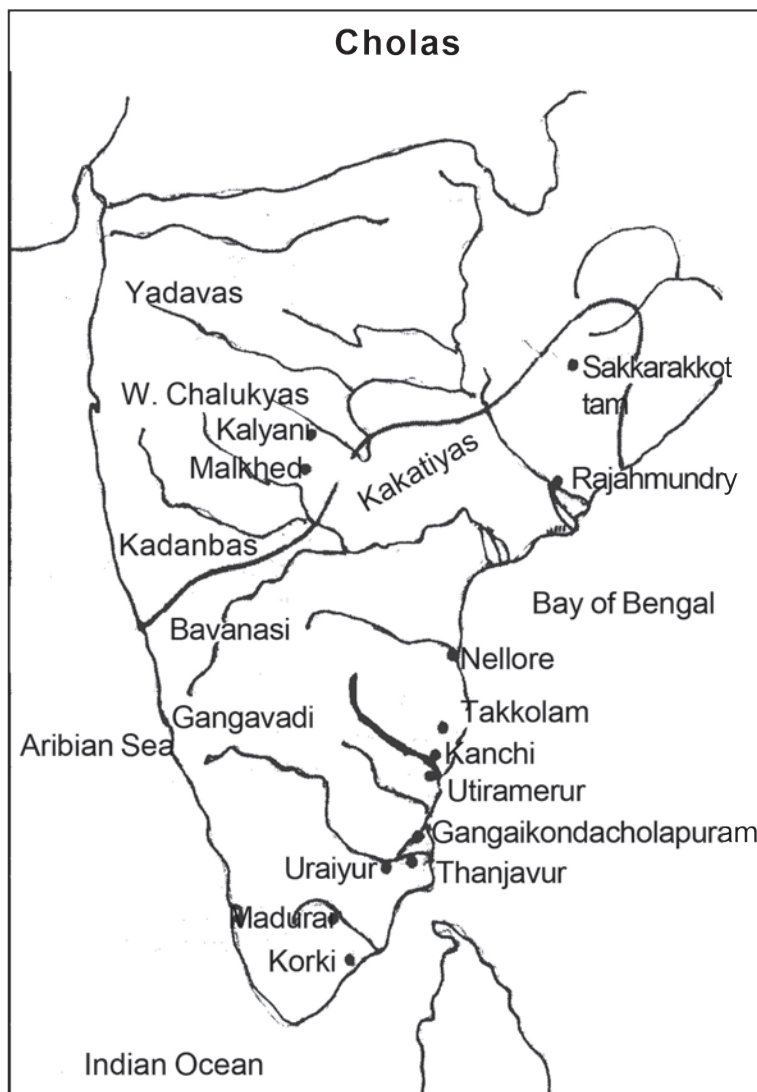 Cholas
Yadavas
W. Chalukyas
Kalyani
Malkhed
Sakkarakkot
tam
Kakatiyas
Rajahmundry
Kadanbas
Bay of Bengal
Bavanasi
Nellore
Gangavadi
Takkolam
Aribian Sea
Kanchi
Utiramerur
Gangaikondacholapuram
Uraiyur
Thanjavur
Madurai
Korki
Indian Ocean